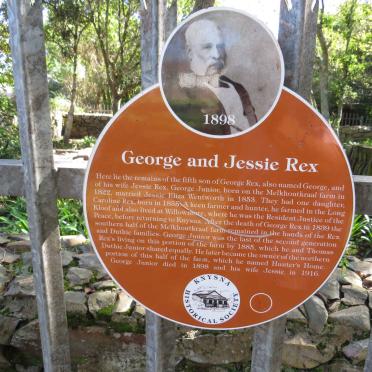 1898
George and Jessie Rex
Here lie the remains of the fifth son of George Rex, also named George, and
of his wife Jessie Rex. George Junior, born on the Melkhoutkraal farm in
1822, married Jessie Eliza Wentworth in 1853. They had one daughter,
Caroline Rex, born in 1855. A keen farmer and hunter, he farmed in the Long
Kloof and also lived at Willowmore, where he was the Resident Justice of the
Peace, before returning to Knysna. After the death of George Rex in 1839 the
eastern half of the Melkhoutkraal farm remained in the hands of the Rex
and Duthie families. George Junior was the last of the second generation
Rex's living on this portion of the farm by 1885, which he and Thomas
Duthie Junior shared equally. He later became the owner of the northern
portion of this half of the farm, which he named Hunter's Home.
George Junior died in 1898 and his wife Jessie in 1916.
KNYSNA
HISTORICAL SOCIETY